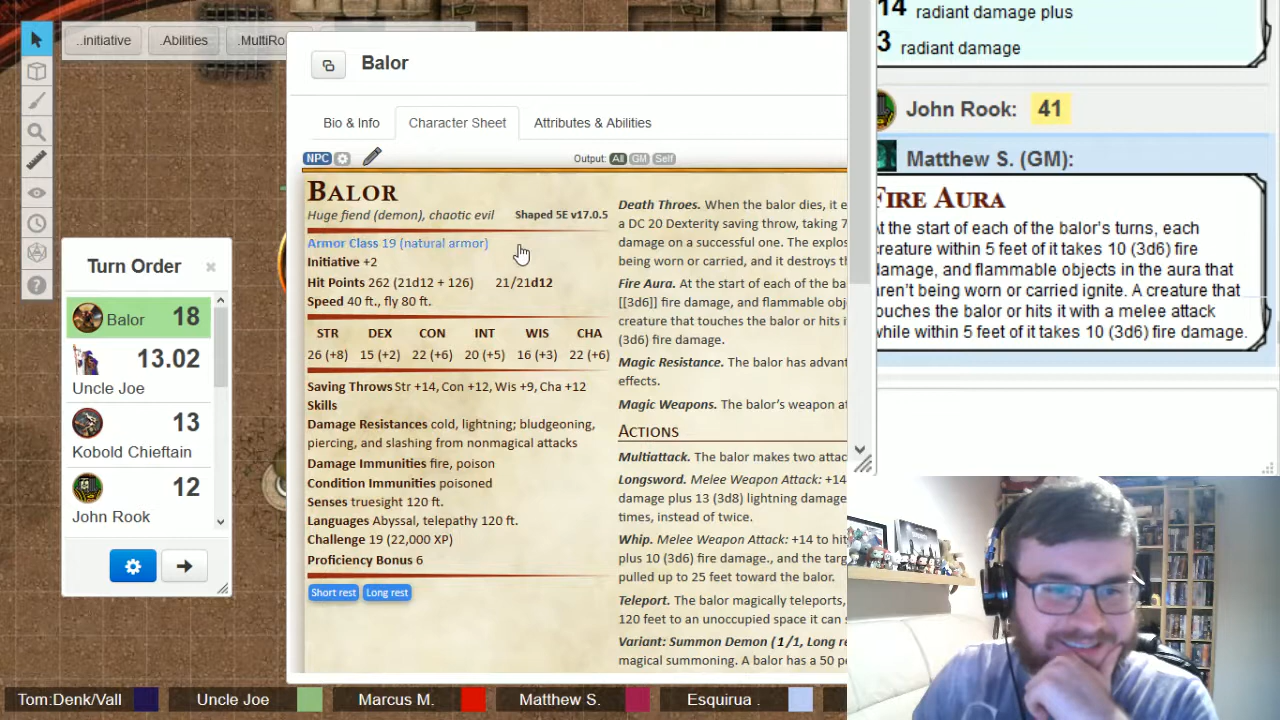 ..initiative
.Abilities
.MultiRo
Balor
Bio & Info
Character Sheet
Attributes & Abilities
NPC
Output: All GM Self
BALOR
Huge fiend (demon), chaotic evil
Shaped 5E v17.0.5
Armor Class 19 (natural armor)
Initiative +2
Hit Points 262 (21d12 + 126) 21/21d12
Speed 40 ft., fly 80 ft.
STR DEX CON INT WIS CHA
26 (+8) 15 (+2) 22 (+6) 20 (+5) 16 (+3) 22 (+6)
Saving Throws Str +14, Con +12, Wis +9, Cha +12
Skills
Damage Resistances cold, lightning; bludgeoning,
piercing, and slashing from nonmagical attacks
Damage Immunities fire, poison
Condition Immunities poisoned
Senses truesight 120 ft.
Languages Abyssal, telepathy 120 ft.
Challenge 19 (22,000 XP)
Proficiency Bonus 6
Short rest Long rest
Death Throes. When the balor dies, it e
a DC 20 Dexterity saving throw, taking 7
damage on a successful one. The explos
being worn or carried, and it destroys th
Fire Aura. At the start of each of the ba
[[3d6]] fire damage, and flammable obj
creature that touches the balor or hits i
(3d6) fire damage.
Magic Resistance. The balor has advant
effects.
Magic Weapons. The balor's weapon at
ACTIONS
Multiattack. The balor makes two attac
Longsword. Melee Weapon Attack: +14
damage plus 13 (3d8) lightning damage
times, instead of twice.
Whip. Melee Weapon Attack: +14 to hit
plus 10 (3d6) fire damage., and the targ
pulled up to 25 feet toward the balor.
Teleport. The balor magically teleports,
120 feet to an unoccupied space it can s
Variant: Summon Demon (1/1, Long re
magical summoning. A balor has a 50 pe
Turn Order
Balor 18
13.02
Uncle Joe
13
Kobold Chieftain
12
John Rook
14 radiant damage plus
3 radiant damage
John Rook: 41
Matthew S. (GM):
FIRE AURA
At the start of each of the balor's turns, each
creature within 5 feet of it takes 10 (3d6) fire
damage, and flammable objects in the aura that
aren't being worn or carried ignite. A creature that
touches the balor or hits it with a melee attack
while within 5 feet of it takes 10 (3d6) fire damage.
Tom:Denk/Vall
Uncle Joe
Marcus M.
Matthew S.
Esquirua .